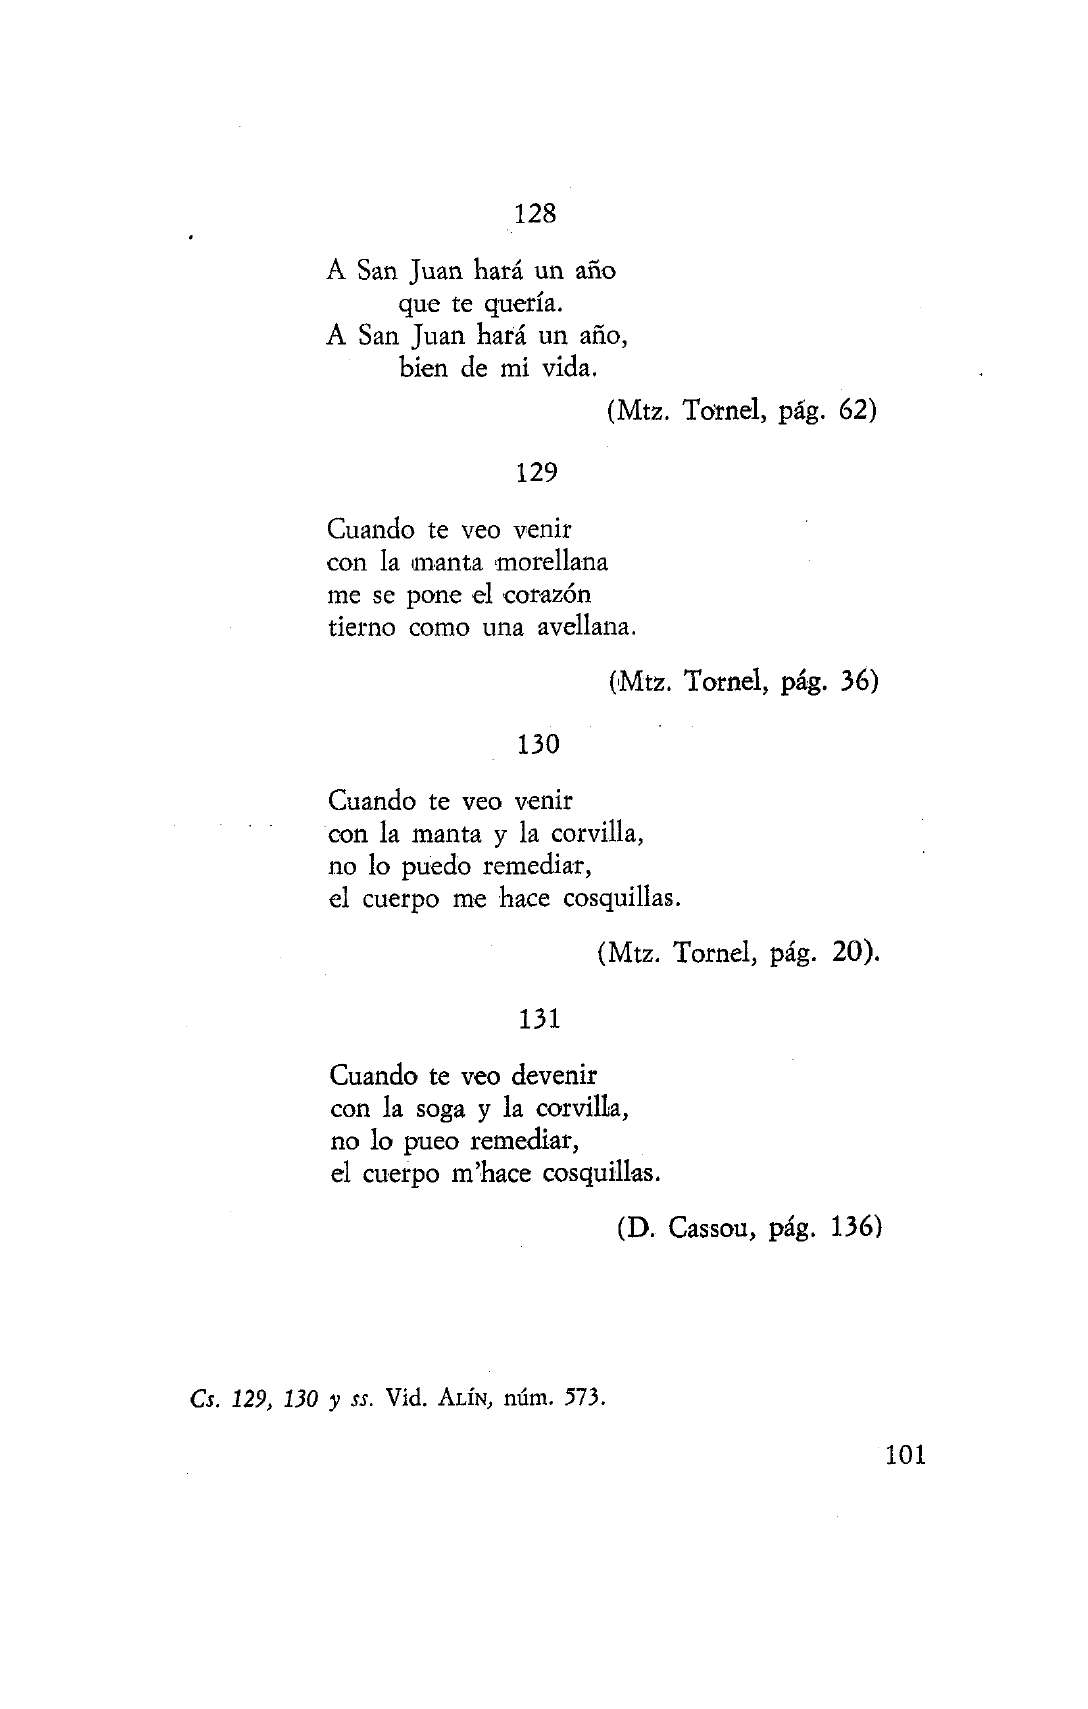 128
A San Juan hará un año
que te quería.
A San Juan hará un año,
bien de mi vida.
(Mtz. Tornel, pág. 62)
129
Cuando te veo venir
con la manta morellana
me se pone el corazón
tierno como una avellana.
(Mtz. Tornel, pág. 36)
130
Cuando te veo venir
con la manta y la corvilla,
no lo puedo remediar,
el cuerpo me hace cosquillas.
(Mtz. Tornel, pág. 20).
131
Cuando te veo devenir
con la soga y la corvilla,
no lo pueo remediar,
el cuerpo m'hace cosquillas.
(D. Cassou, pág. 136)
Cs. 129, 130 y ss. Vid. ALÍN, núm. 573.
101